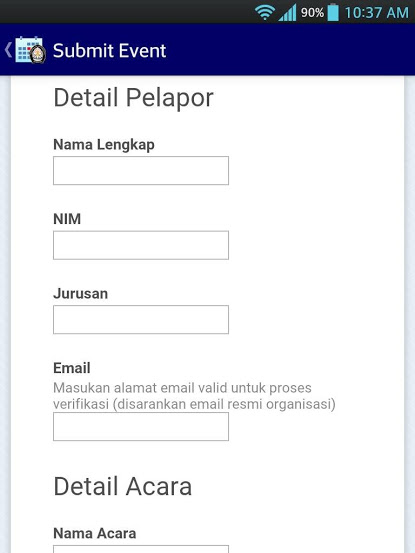 90% 10:37 AM
Submit Event
Detail Pelapor
Nama Lengkap
NIM
Jurusan
Email
Masukan alamat email valid untuk proses
verifikasi (disarankan email resmi organisasi)
Detail Acara
Nama Acara